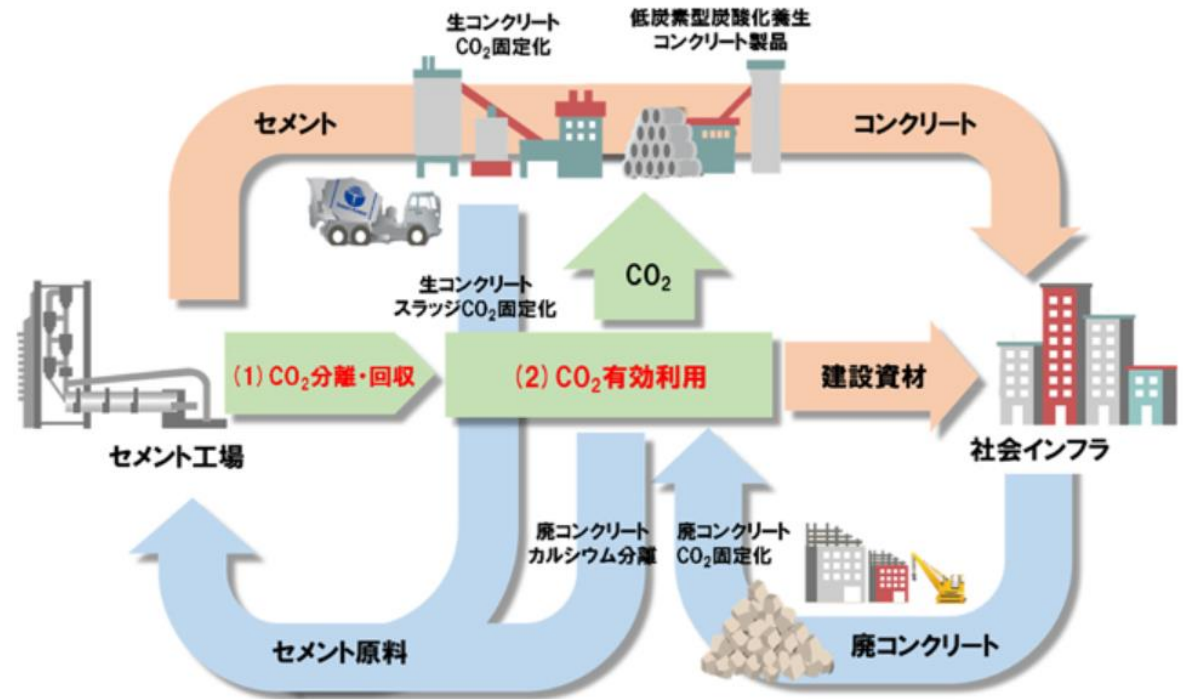 生コンクリート
CO₂固定化
低炭素型炭酸化養生
コンクリート製品
セメント
コンクリート
生コンクリート
スラッジCO₂固定化
CO₂
(1)CO₂分離・回収
(2)CO₂有効利用
建設資材
セメント工場
社会インフラ
廃コンクリート
カルシウム分離
廃コンクリート
CO₂固定化
セメント原料
廃コンクリート